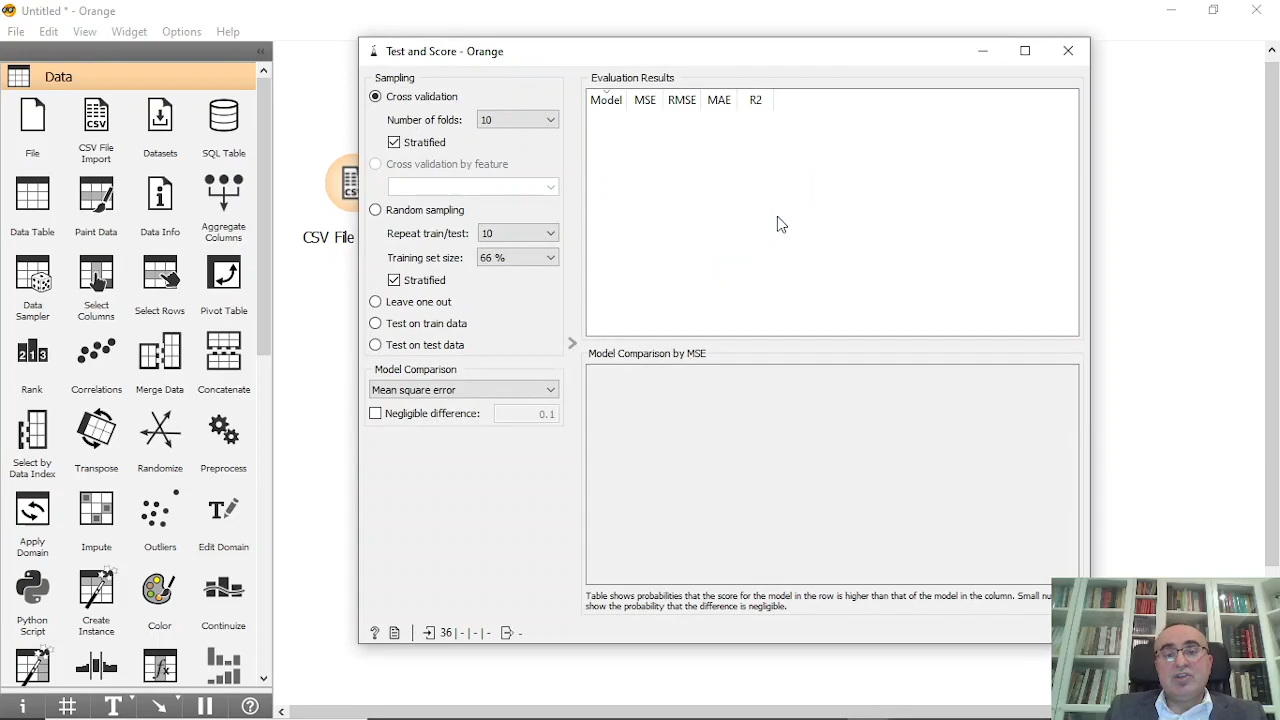 Untitled * - Orange
File Edit View Widget Options Help
Data
File
CSV File Import
Datasets
SQL Table
Data Table
Paint Data
Data Info
Aggregate Columns
Data Sampler
Select Columns
Select Rows
Pivot Table
Rank
Correlations
Merge Data
Concatenate
Select by Data Index
Transpose
Randomize
Preprocess
Apply Domain
Impute
Outliers
Edit Domain
Python Script
Create Instance
Color
Continuize
CSV File
Test and Score - Orange
Sampling
Cross validation
Number of folds: 10
Stratified
Cross validation by feature
Random sampling
Repeat train/test: 10
Training set size: 66 %
Stratified
Leave one out
Test on train data
Test on test data
Model Comparison
Mean square error
Negligible difference: 0.1
Evaluation Results
Model MSE RMSE MAE R2
Model Comparison by MSE
Table shows probabilities that the score for the model in the row is higher than that of the model in the column. Small nu
show the probability that the difference is negligible.
36 | - | - | -
-